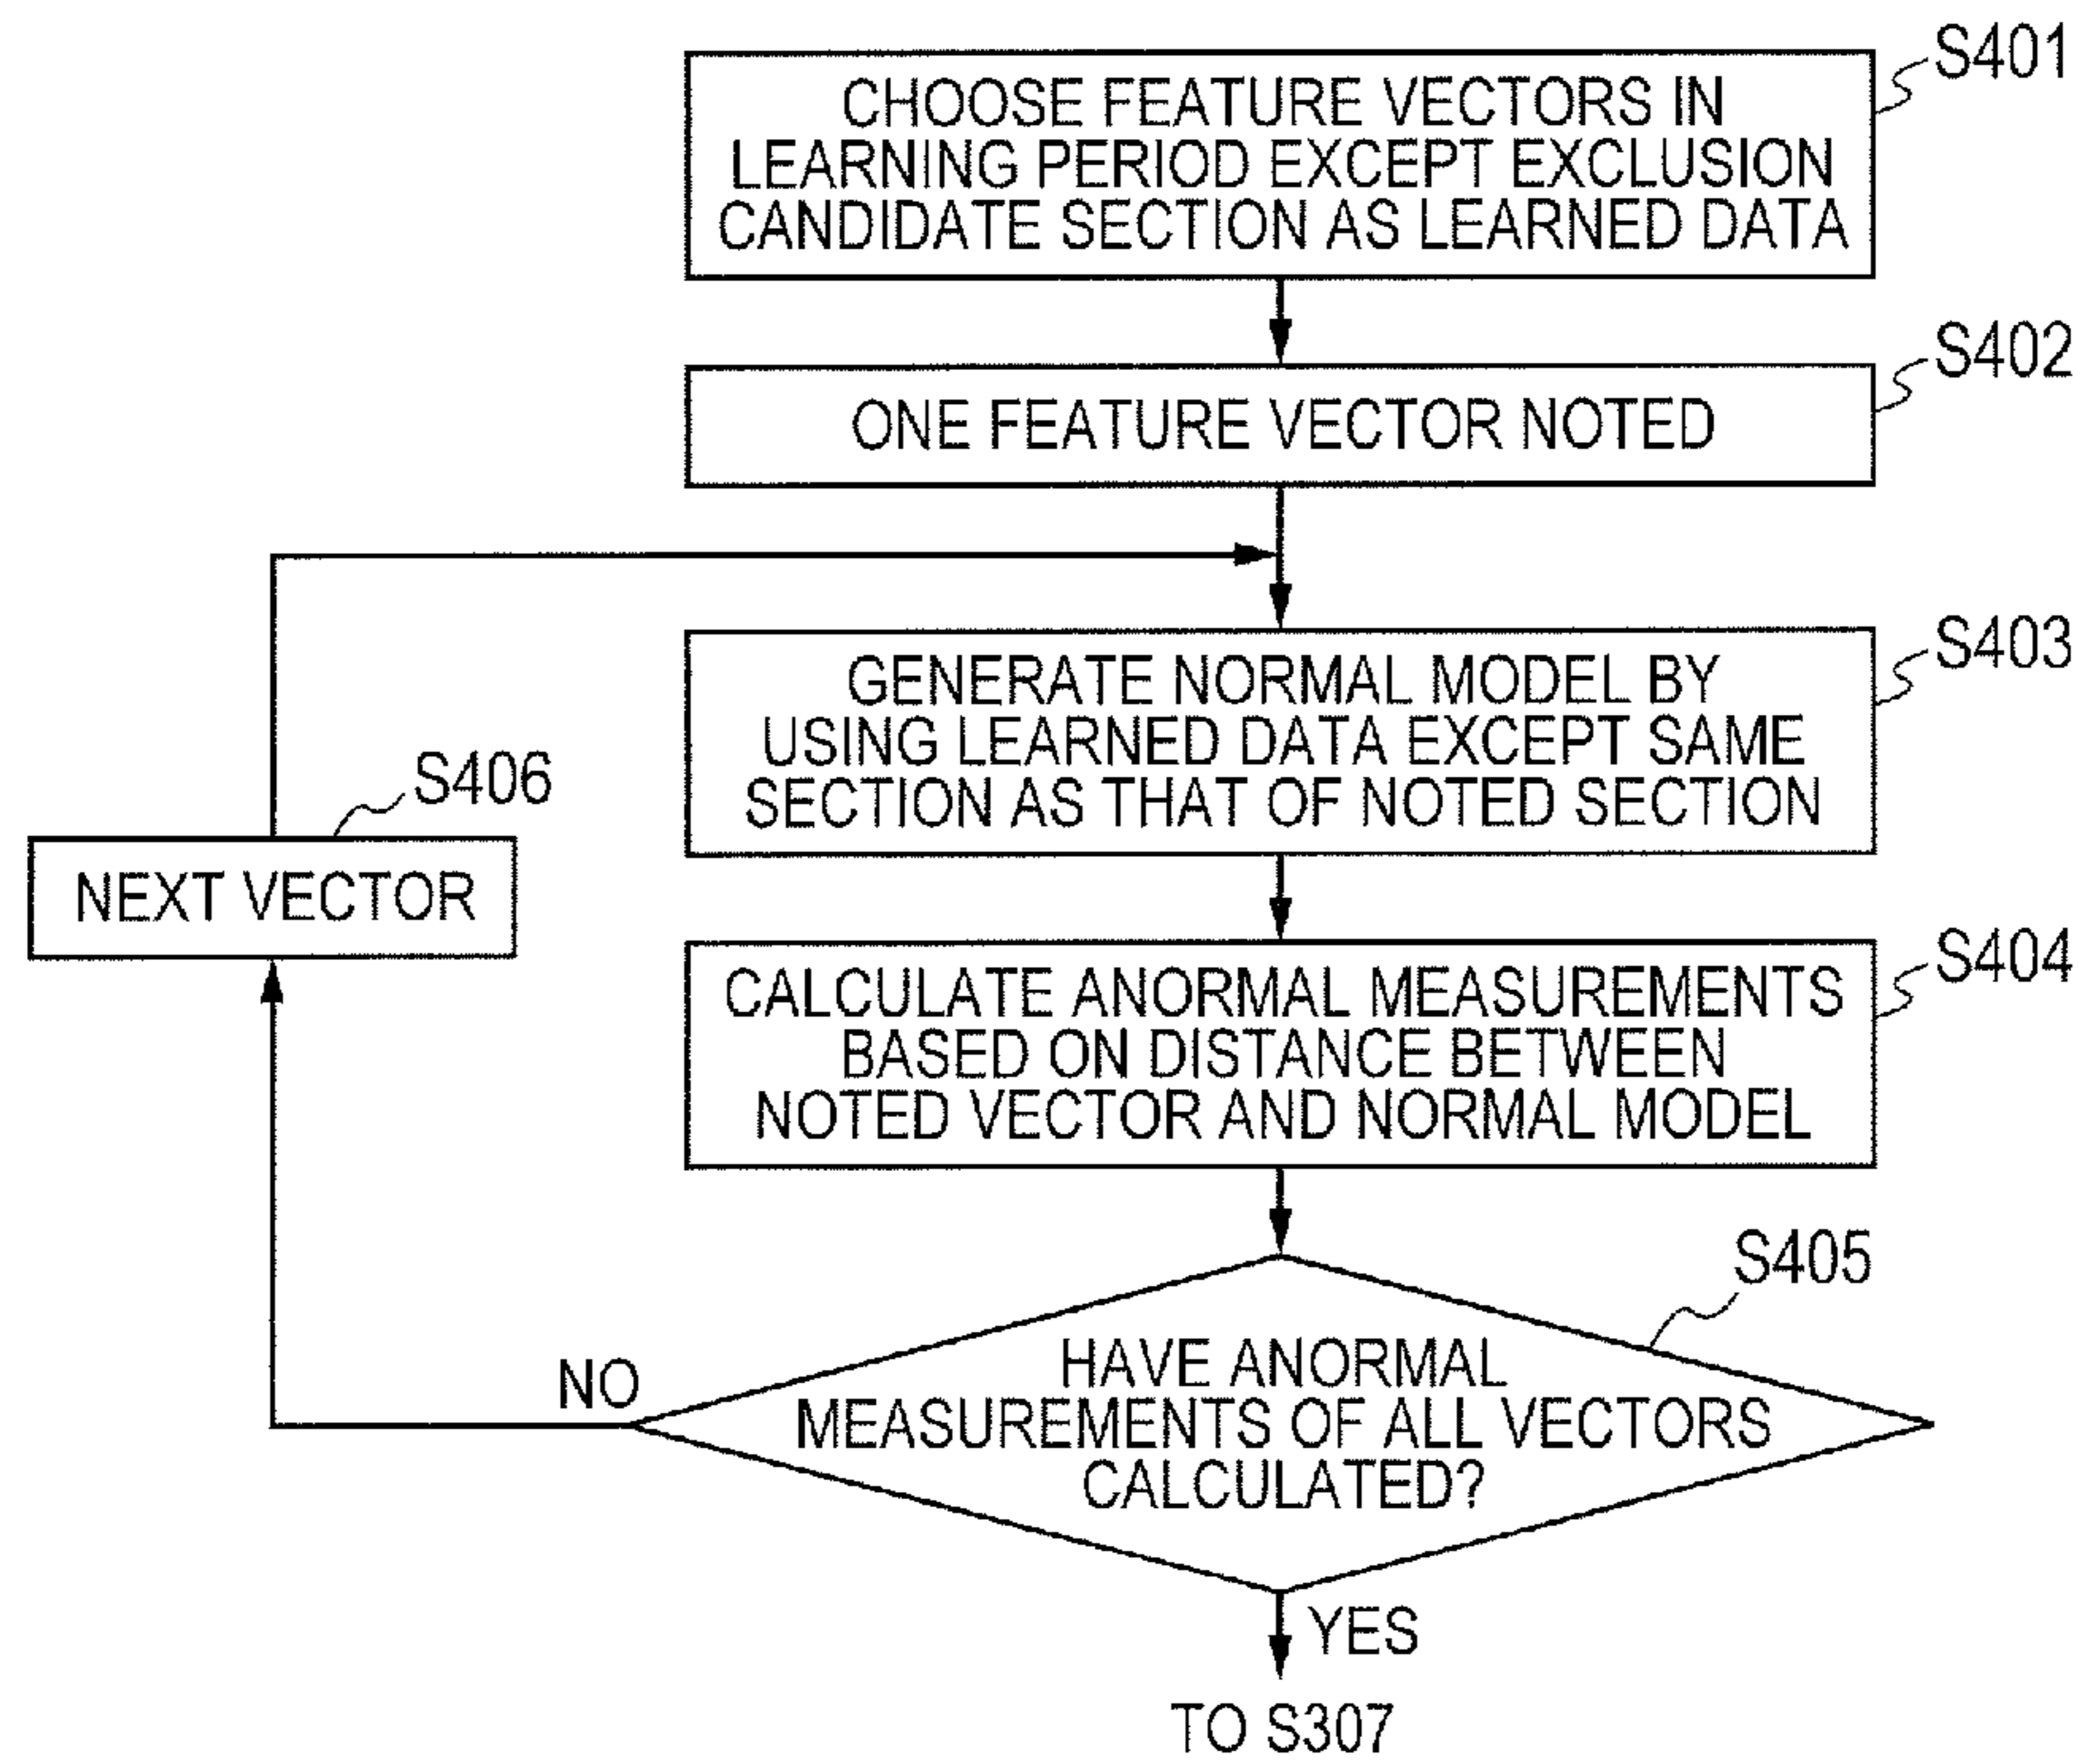 S401
CHOOSE FEATURE VECTORS IN
LEARNING PERIOD EXCEPT EXCLUSION
CANDIDATE SECTION AS LEARNED DATA
S402
ONE FEATURE VECTOR NOTED
S403
GENERATE NORMAL MODEL BY
USING LEARNED DATA EXCEPT SAME
SECTION AS THAT OF NOTED SECTION
S406
NEXT VECTOR
S404
CALCULATE ANORMAL MEASUREMENTS
BASED ON DISTANCE BETWEEN
NOTED VECTOR AND NORMAL MODEL
S405
HAVE ANORMAL
MEASUREMENTS OF ALL VECTORS
CALCULATED?
NO
YES
TO S307